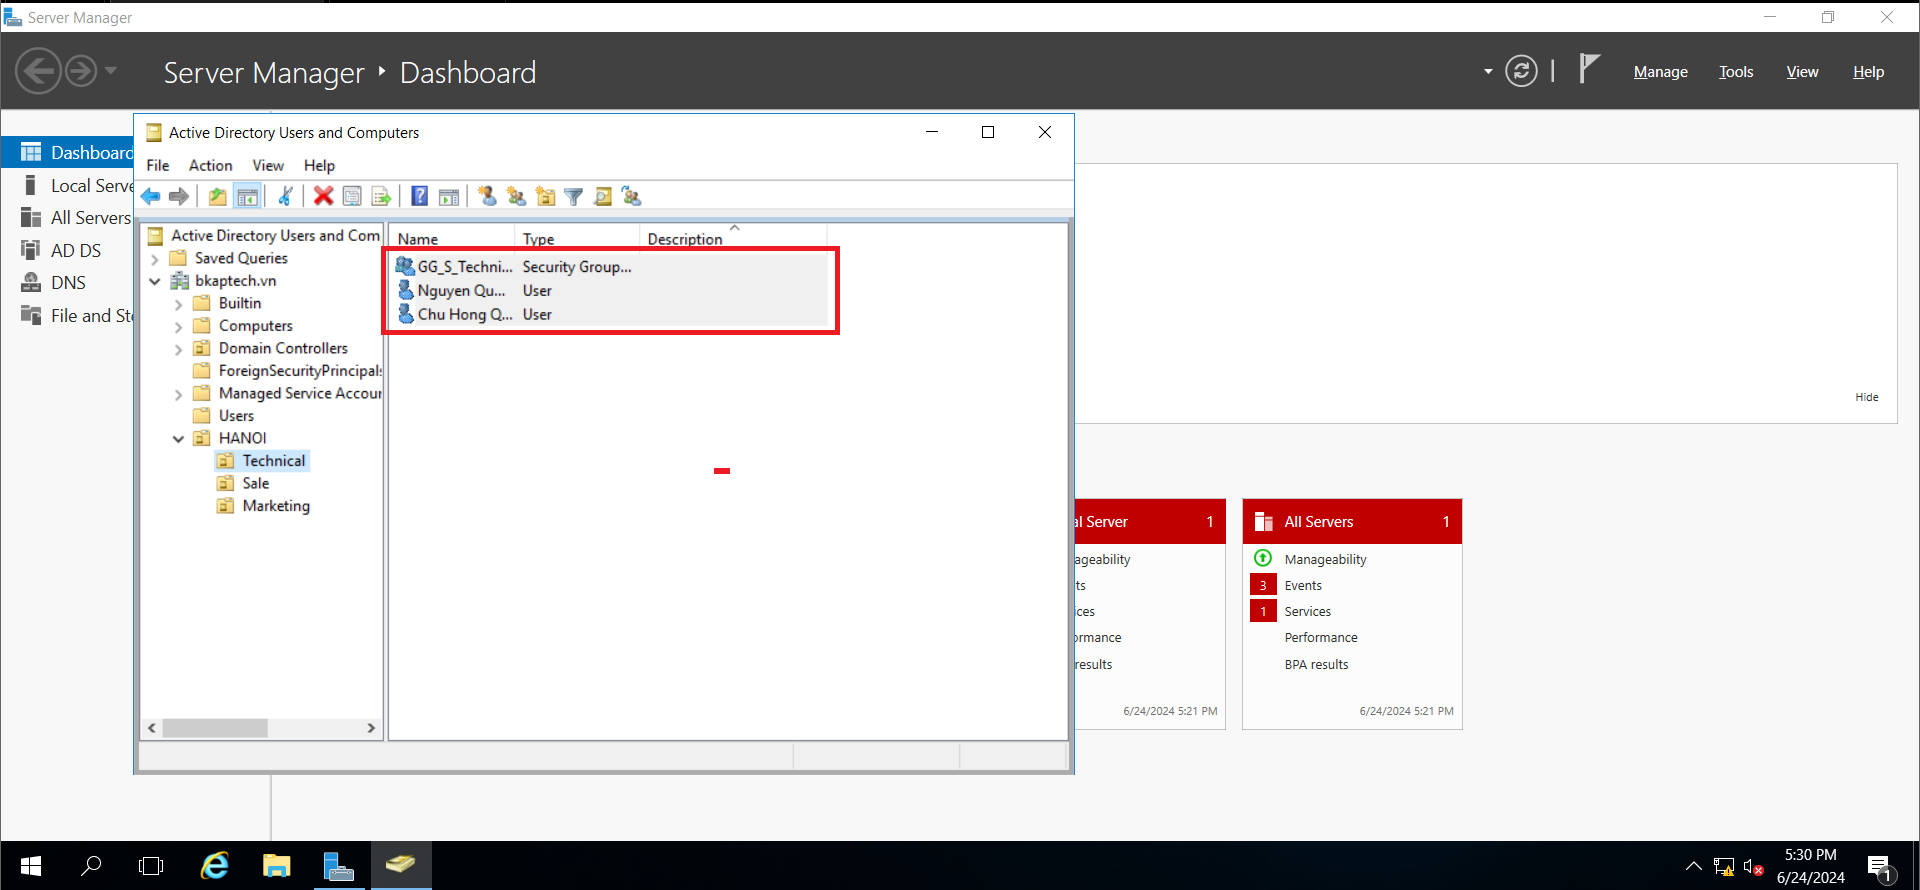 Server Manager
Server Manager ‣ Dashboard
Manage Tools View Help
Dashboard
Local Serve
All Servers
AD DS
DNS
File and Sto
Active Directory Users and Computers
File Action View Help
Active Directory Users and Com
Saved Queries
bkaptech.vn
Builtin
Computers
Domain Controllers
ForeignSecurityPrincipals
Managed Service Accour
Users
HANOI
Technical
Sale
Marketing
Name Type Description
GG_S_Techni... Security Group...
Nguyen Qu... User
Chu Hong Q... User
Hide
al Server 1
ageability
ts
ices
ormance
results
6/24/2024 5:21 PM
All Servers 1
Manageability
3 Events
1 Services
Performance
BPA results
6/24/2024 5:21 PM
5:30 PM
6/24/2024
1